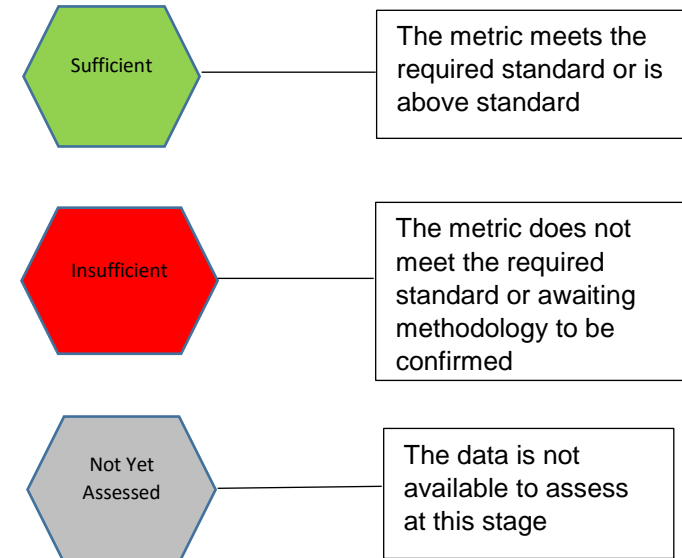 Sufficient
The metric meets the
required standard or is
above standard
Insufficient
The metric does not
meet the required
standard or awaiting
methodology to be
confirmed
Not Yet
Assessed
The data is not
available to assess
at this stage